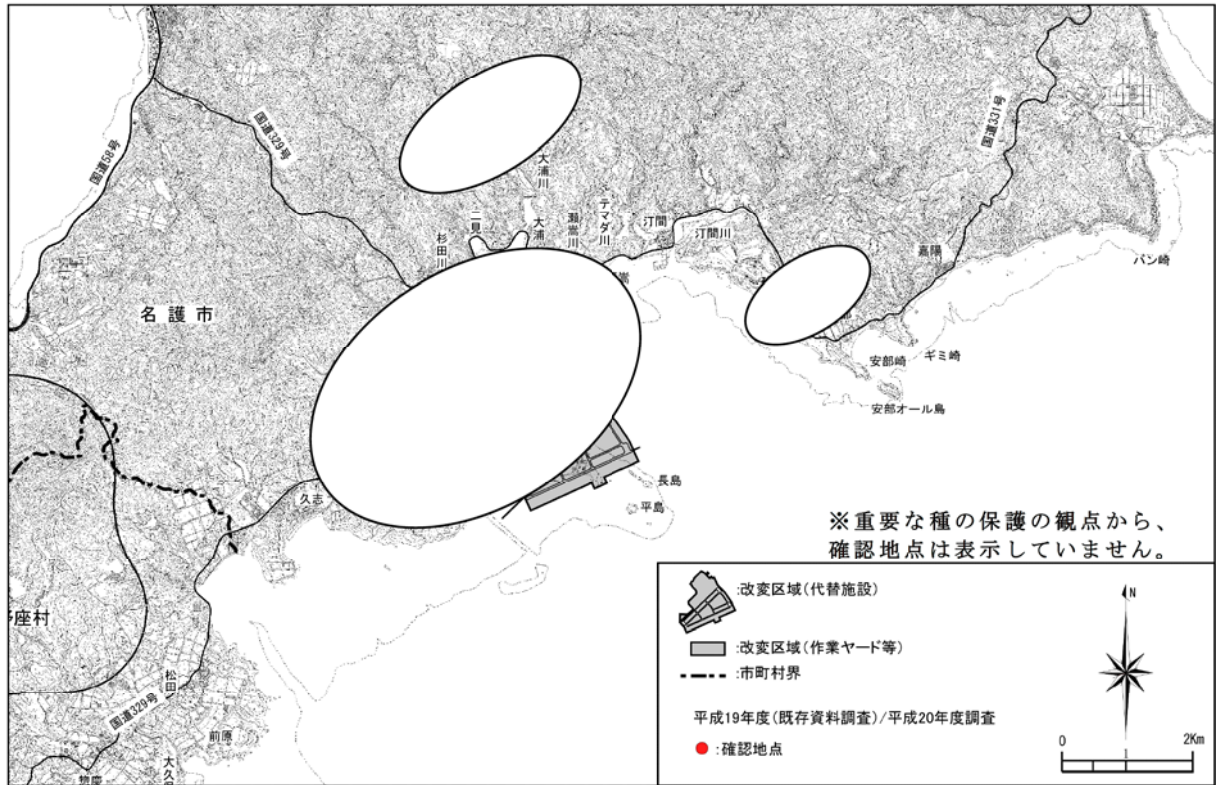 国道58号
国道329号
国道331号
大浦川
二見
大浦
瀬嵩川
テマダ川
汀間
汀間川
杉田川
嘉陽
バン崎
名護市
安部崎
ギミ崎
安部オール島
久志
長島
平島
※重要な種の保護の観点から、
確認地点は表示していません。
:改変区域(代替施設)
:改変区域(作業ヤード等)
:市町村界
平成19年度(既存資料調査)/平成20年度調査
:確認地点
N
0
1
2Km
座村
松田
国道329号
前原
惣座